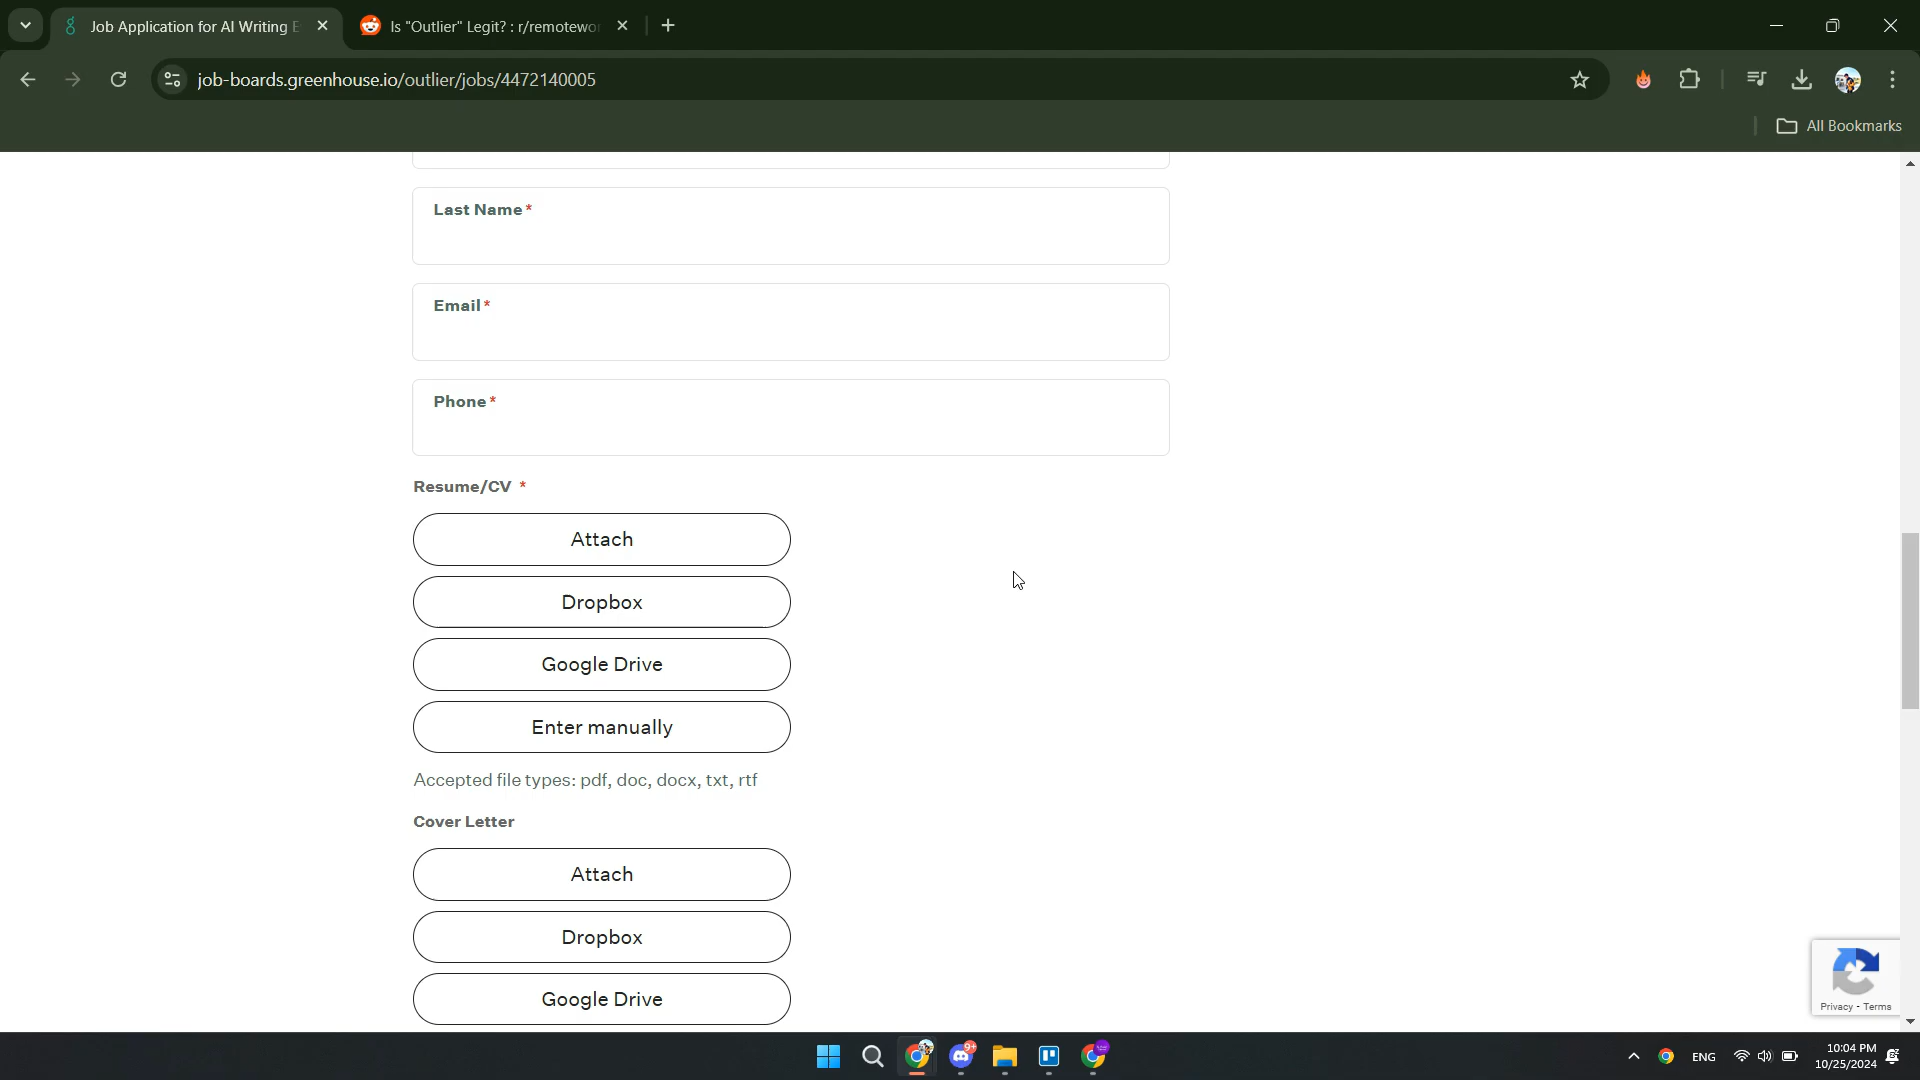 Job Application for AI Writing E
Is "Outlier" Legit? : r/remotewor
job-boards.greenhouse.io/outlier/jobs/4472140005
All Bookmarks
Last Name*
Email*
Phone*
Resume/CV *
Attach
Dropbox
Google Drive
Enter manually
Accepted file types: pdf, doc, docx, txt, rtf
Cover Letter
Attach
Dropbox
Google Drive
Privacy - Terms
9+
ENG
10:04 PM
10/25/2024